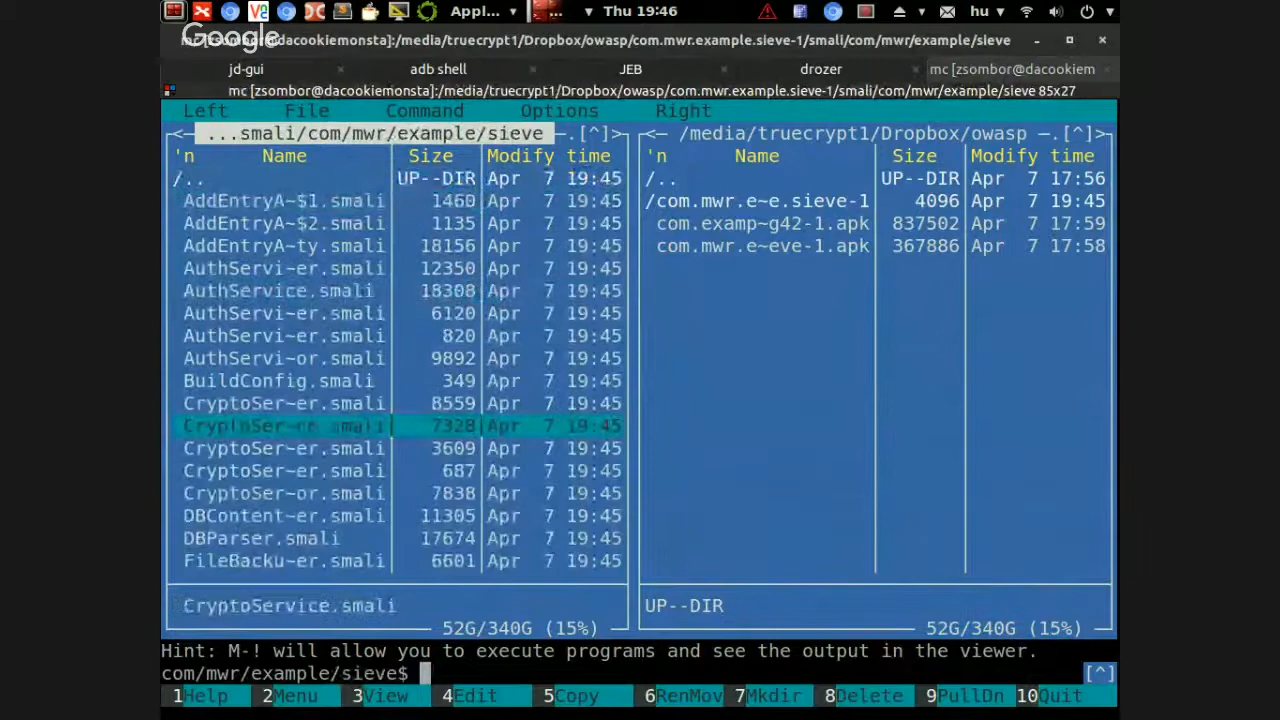 Appl... Thu 19:46 hu
Google
mc [zsombor@dacookiemonsta]:/media/truecrypt1/Dropbox/owasp/com.mwr.example.sieve-1/smali/com/mwr/example/sieve
jd-gui × adb shell × JEB × drozer × mc [zsombor@dacookiem ×
mc [zsombor@dacookiemonsta]:/media/truecrypt1/Dropbox/owasp/com.mwr.example.sieve-1/smali/com/mwr/example/sieve 85x27
Left File Command Options Right
<— ...smali/com/mwr/example/sieve —.[^]> <— /media/truecrypt1/Dropbox/owasp —.[^]>
'n Name Size Modify time 'n Name Size Modify time
/.. UP--DIR Apr 7 19:45 /.. UP--DIR Apr 7 17:56
AddEntryA~$1.smali 1460 Apr 7 19:45 /com.mwr.e~e.sieve-1 4096 Apr 7 19:45
AddEntryA~$2.smali 1135 Apr 7 19:45 com.examp~g42-1.apk 837502 Apr 7 17:59
AddEntryA~ty.smali 18156 Apr 7 19:45 com.mwr.e~eve-1.apk 367886 Apr 7 17:58
AuthServi~er.smali 12350 Apr 7 19:45
AuthService.smali 18308 Apr 7 19:45
AuthServi~er.smali 6120 Apr 7 19:45
AuthServi~er.smali 820 Apr 7 19:45
AuthServi~or.smali 9892 Apr 7 19:45
BuildConfig.smali 349 Apr 7 19:45
CryptoSer~er.smali 8559 Apr 7 19:45
7328 Apr 7 19:45
CryptoSer~er.smali 3609 Apr 7 19:45
CryptoSer~er.smali 687 Apr 7 19:45
CryptoSer~or.smali 7838 Apr 7 19:45
DBContent~er.smali 11305 Apr 7 19:45
DBParser.smali 17674 Apr 7 19:45
FileBacku~er.smali 6601 Apr 7 19:45
CryptoService.smali UP--DIR
52G/340G (15%) 52G/340G (15%)
Hint: M-! will allow you to execute programs and see the output in the viewer.
com/mwr/example/sieve$ [^]
1Help 2Menu 3View 4Edit 5Copy 6RenMov 7Mkdir 8Delete 9PullDn 10Quit